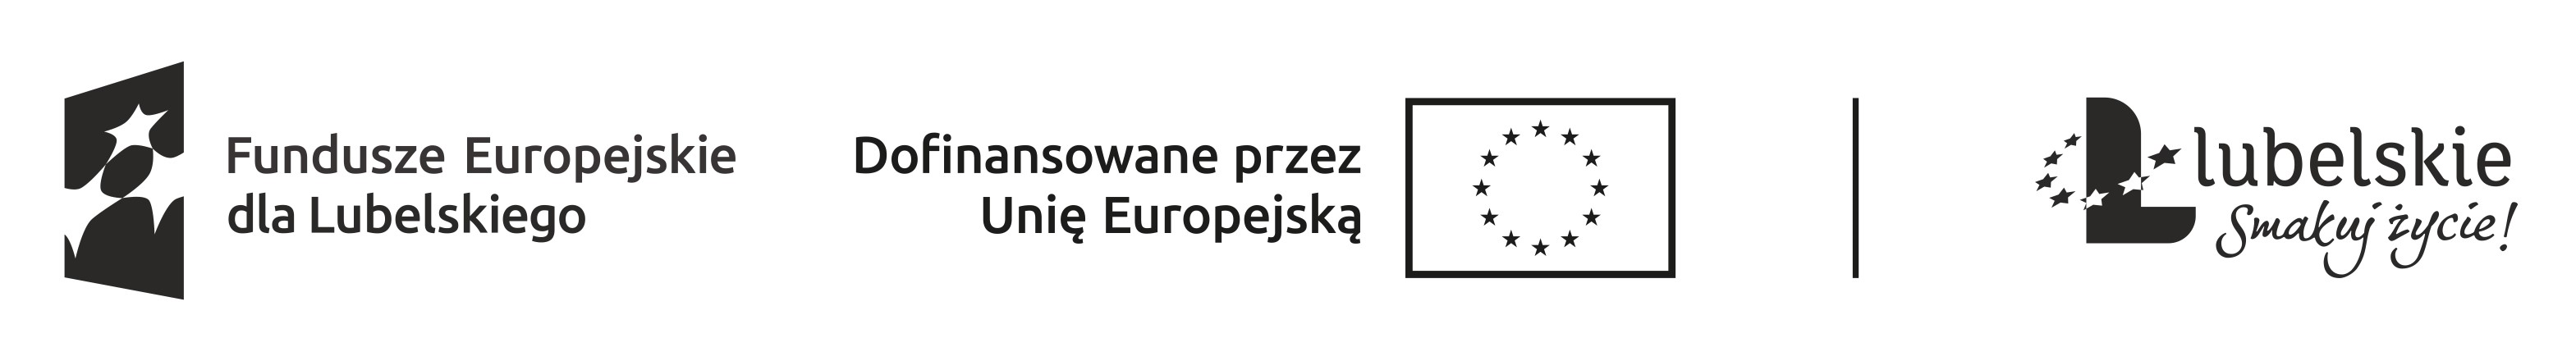 Fundusze Europejskie
dla Lubelskiego
Dofinansowane przez
Unię Europejską
lubelskie
Smakuj życie!